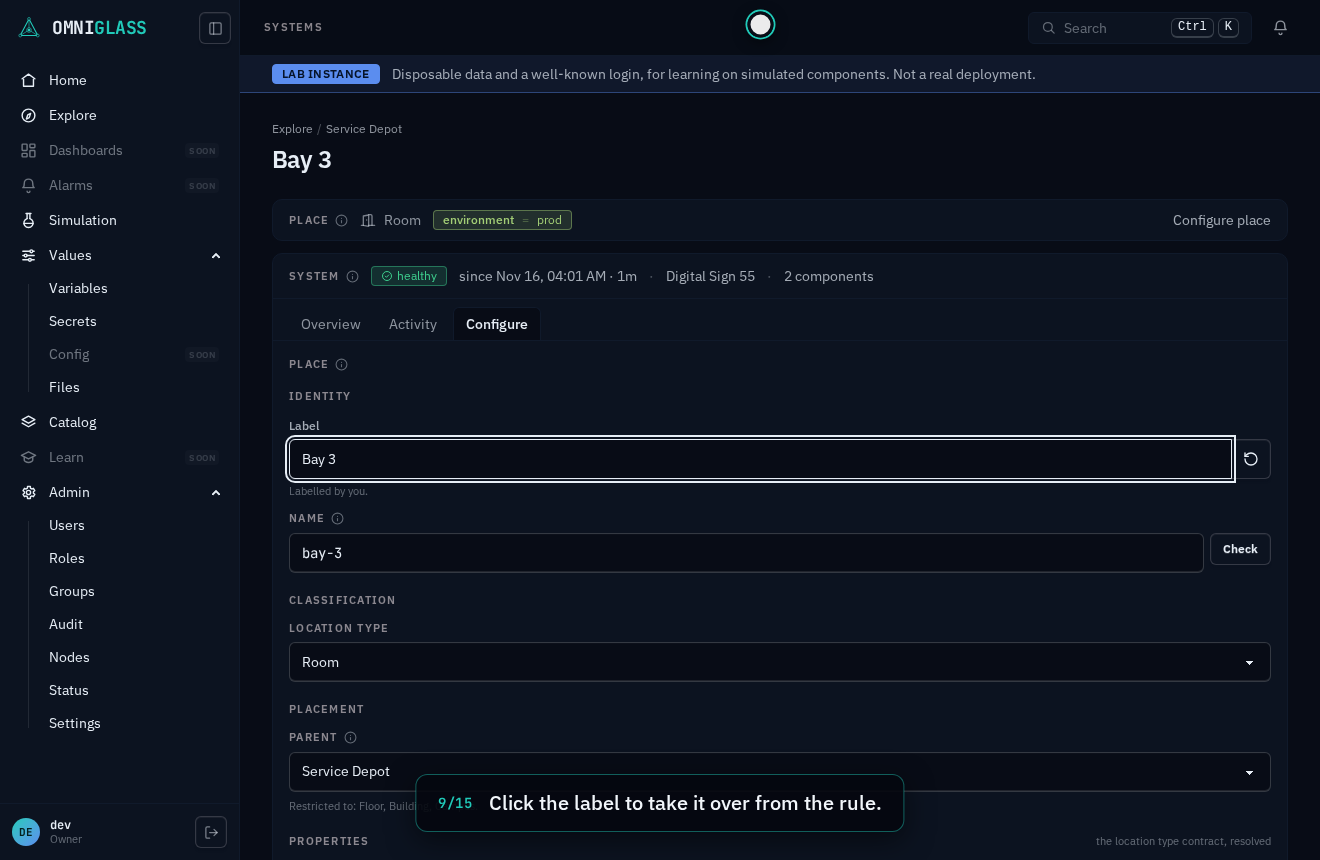 OMNIGLASS
SYSTEMS
Search
Ctrl K
LAB INSTANCE Disposable data and a well-known login, for learning on simulated components. Not a real deployment.
Home
Explore
Dashboards SOON
Alarms SOON
Simulation
Values
Variables
Secrets
Config SOON
Files
Catalog
Learn SOON
Admin
Users
Roles
Groups
Audit
Nodes
Status
Settings
DE dev
Owner
Explore / Service Depot
Bay 3
PLACE Room environment = prod Configure place
SYSTEM healthy since Nov 16, 04:01 AM · 1m · Digital Sign 55 · 2 components
Overview Activity Configure
PLACE
IDENTITY
Label
Bay 3
Labelled by you.
NAME
bay-3 Check
CLASSIFICATION
LOCATION TYPE
Room
PLACEMENT
PARENT
Service Depot
Restricted to: Floor,
9/15 Click the label to take it over from the rule.
PROPERTIES the location type contract, resolved